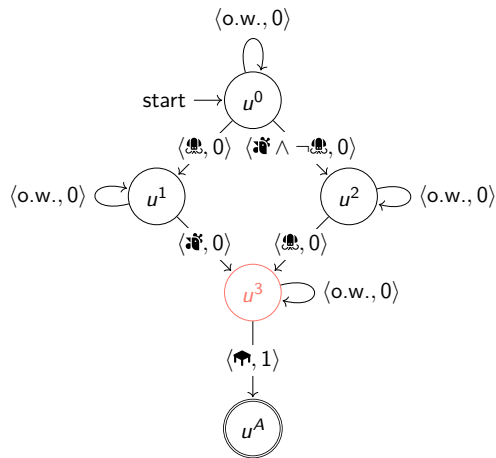 ⟨o.w., 0⟩
start u⁰
⟨🐙, 0⟩ ⟨🐰 ∧ ¬🐙, 0⟩
⟨o.w., 0⟩ u¹ u² ⟨o.w., 0⟩
⟨🐰, 0⟩ ⟨🐙, 0⟩
u³ ⟨o.w., 0⟩
⟨, 1⟩
uᴬ